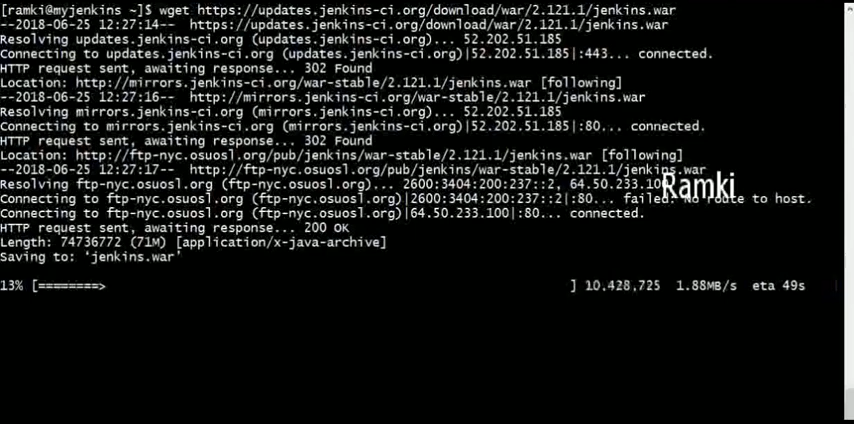 [ramki@myjenkins ~]$ wget https://updates.jenkins-ci.org/download/war/2.121.1/jenkins.war
--2018-06-25 12:27:14-- https://updates.jenkins-ci.org/download/war/2.121.1/jenkins.war
Resolving updates.jenkins-ci.org (updates.jenkins-ci.org)... 52.202.51.185
Connecting to updates.jenkins-ci.org (updates.jenkins-ci.org)|52.202.51.185|:443... connected.
HTTP request sent, awaiting response... 302 Found
Location: http://mirrors.jenkins-ci.org/war-stable/2.121.1/jenkins.war [following]
--2018-06-25 12:27:16-- http://mirrors.jenkins-ci.org/war-stable/2.121.1/jenkins.war
Resolving mirrors.jenkins-ci.org (mirrors.jenkins-ci.org)... 52.202.51.185
Connecting to mirrors.jenkins-ci.org (mirrors.jenkins-ci.org)|52.202.51.185|:80... connected.
HTTP request sent, awaiting response... 302 Found
Location: http://ftp-nyc.osuosl.org/pub/jenkins/war-stable/2.121.1/jenkins.war [following]
--2018-06-25 12:27:17-- http://ftp-nyc.osuosl.org/pub/jenkins/war-stable/2.121.1/jenkins.war
Resolving ftp-nyc.osuosl.org (ftp-nyc.osuosl.org)... 2600:3404:200:237::2, 64.50.233.100
Ramki
Connecting to ftp-nyc.osuosl.org (ftp-nyc.osuosl.org)|2600:3404:200:237::2|:80... failed: No route to host.
Connecting to ftp-nyc.osuosl.org (ftp-nyc.osuosl.org)|64.50.233.100|:80... connected.
HTTP request sent, awaiting response... 200 OK
Length: 74736772 (71M) [application/x-java-archive]
Saving to: ‘jenkins.war’
13% [========> ] 10,428,725 1.88MB/s eta 49s